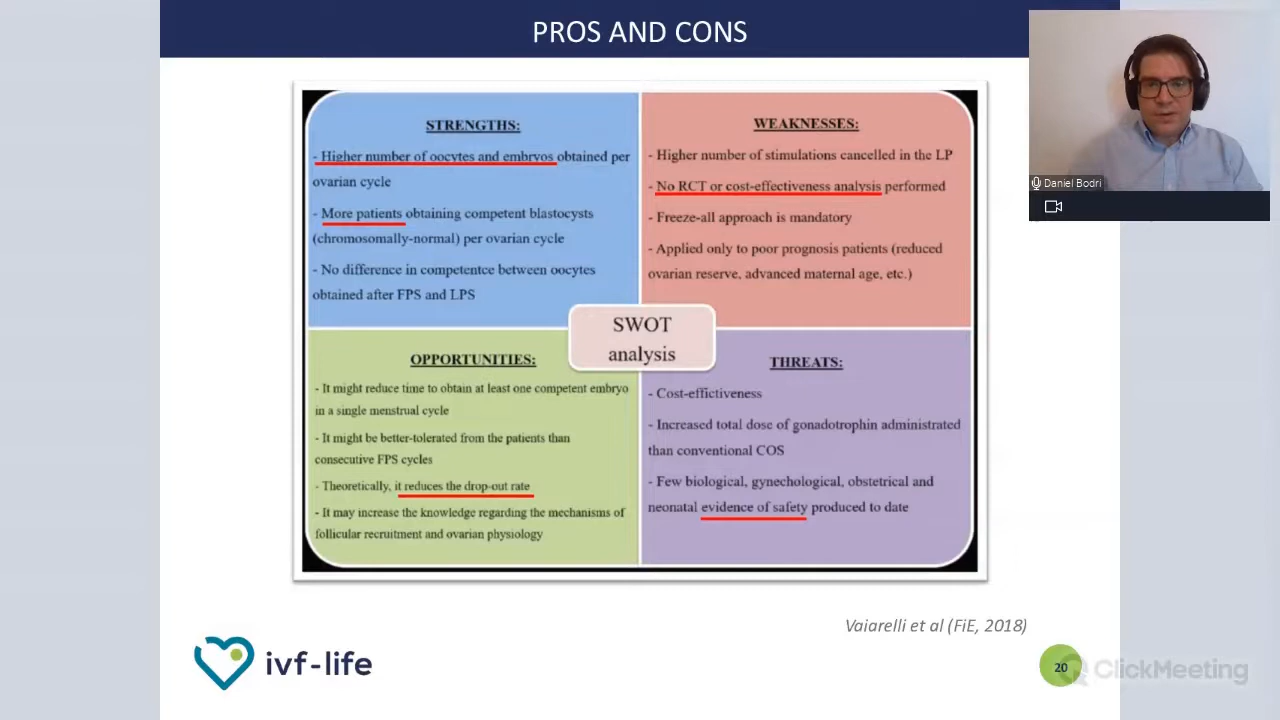 PROS AND CONS
STRENGTHS:
- Higher number of oocytes and embryos obtained per
ovarian cycle
- More patients obtaining competent blastocysts
(chromosomally-normal) per ovarian cycle
- No difference in competentce between oocytes
obtained after FPS and LPS
WEAKNESSES:
- Higher number of stimulations cancelled in the LP
- No RCT or cost-effectiveness analysis performed
- Freeze-all approach is mandatory
- Applied only to poor prognosis patients (reduced
ovarian reserve, advanced maternal age, etc.)
SWOT
analysis
OPPORTUNITIES:
- It might reduce time to obtain at least one competent embryo
in a single menstrual cycle
- It might be better-tolerated from the patients than
consecutive FPS cycles
- Theoretically, it reduces the drop-out rate
- It may increase the knowledge regarding the mechanisms of
follicular recruitment and ovarian physiology
THREATS:
- Cost-effictiveness
- Increased total dose of gonadotrophin administrated
than conventional COS
- Few biological, gynechological, obstetrical and
neonatal evidence of safety produced to date
Vaiarelli et al (FiE, 2018)
ivf-life
20
ClickMeeting
Daniel Bodri